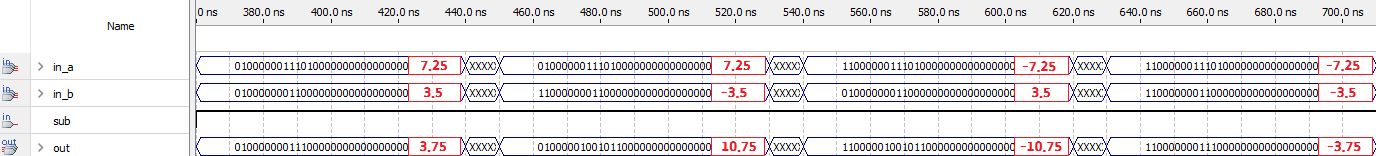 Name 0 ns 380.0 ns 400.0 ns 420.0 ns 440.0 ns 460.0 ns 480.0 ns 500.0 ns 520.0 ns 540.0 ns 560.0 ns 580.0 ns 600.0 ns 620.0 ns 640.0 ns 660.0 ns 680.0 ns 700.0 ns
in in_a 01000000111010000000000000000000 7.25 XXXX 01000000111010000000000000000000 7.25 XXXX 11000000111010000000000000000000 -7.25 XXXX 11000000111010000000000000000000 -7.25
in in_b 01000000011000000000000000000000 3.5 XXXX 11000000011000000000000000000000 -3.5 XXXX 01000000011000000000000000000000 3.5 XXXX 11000000011000000000000000000000 -3.5
in sub
out out 01000000011100000000000000000000 3.75 XXXX 01000001001011000000000000000000 10.75 XXXX 11000001001011000000000000000000 -10.75 XXXX 11000000011100000000000000000000 -3.75